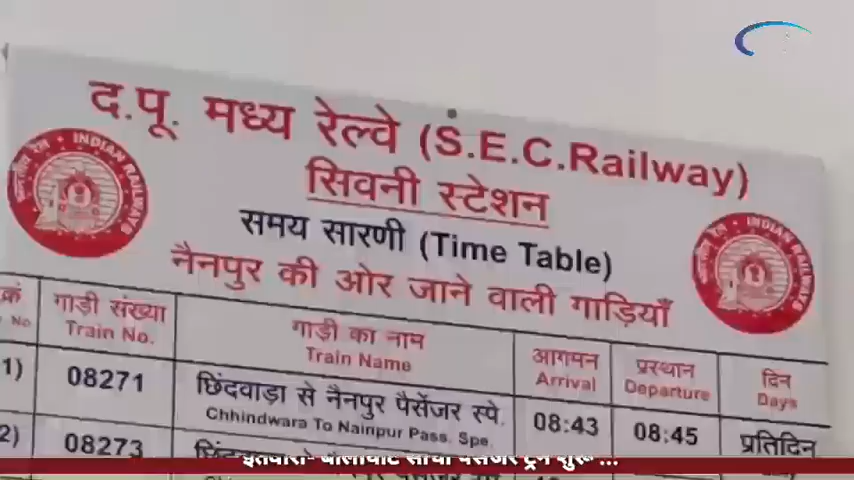 द.पू. मध्य रेल्वे (S.E.C.Railway)
सिवनी स्टेशन
समय सारणी (Time Table)
नैनपुर की ओर जाने वाली गाड़ियाँ
INDIAN RAILWAYS
INDIAN RAILWAYS
क्रं गाड़ी संख्या गाड़ी का नाम आगमन प्रस्थान दिन
No Train No. Train Name Arrival Departure Days
1) 08271 छिंदवाड़ा से नैनपुर पैसेंजर स्पे. 08:43 08:45 प्रतिदिन
Chhindwara To Nainpur Pass. Spe.
2) 08273